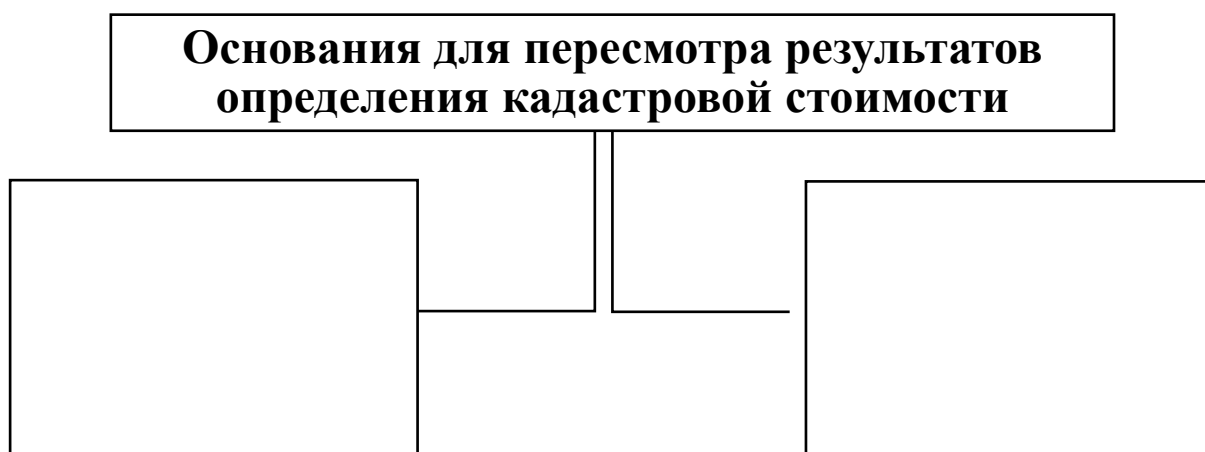 Основания для пересмотра результатов
определения кадастровой стоимости